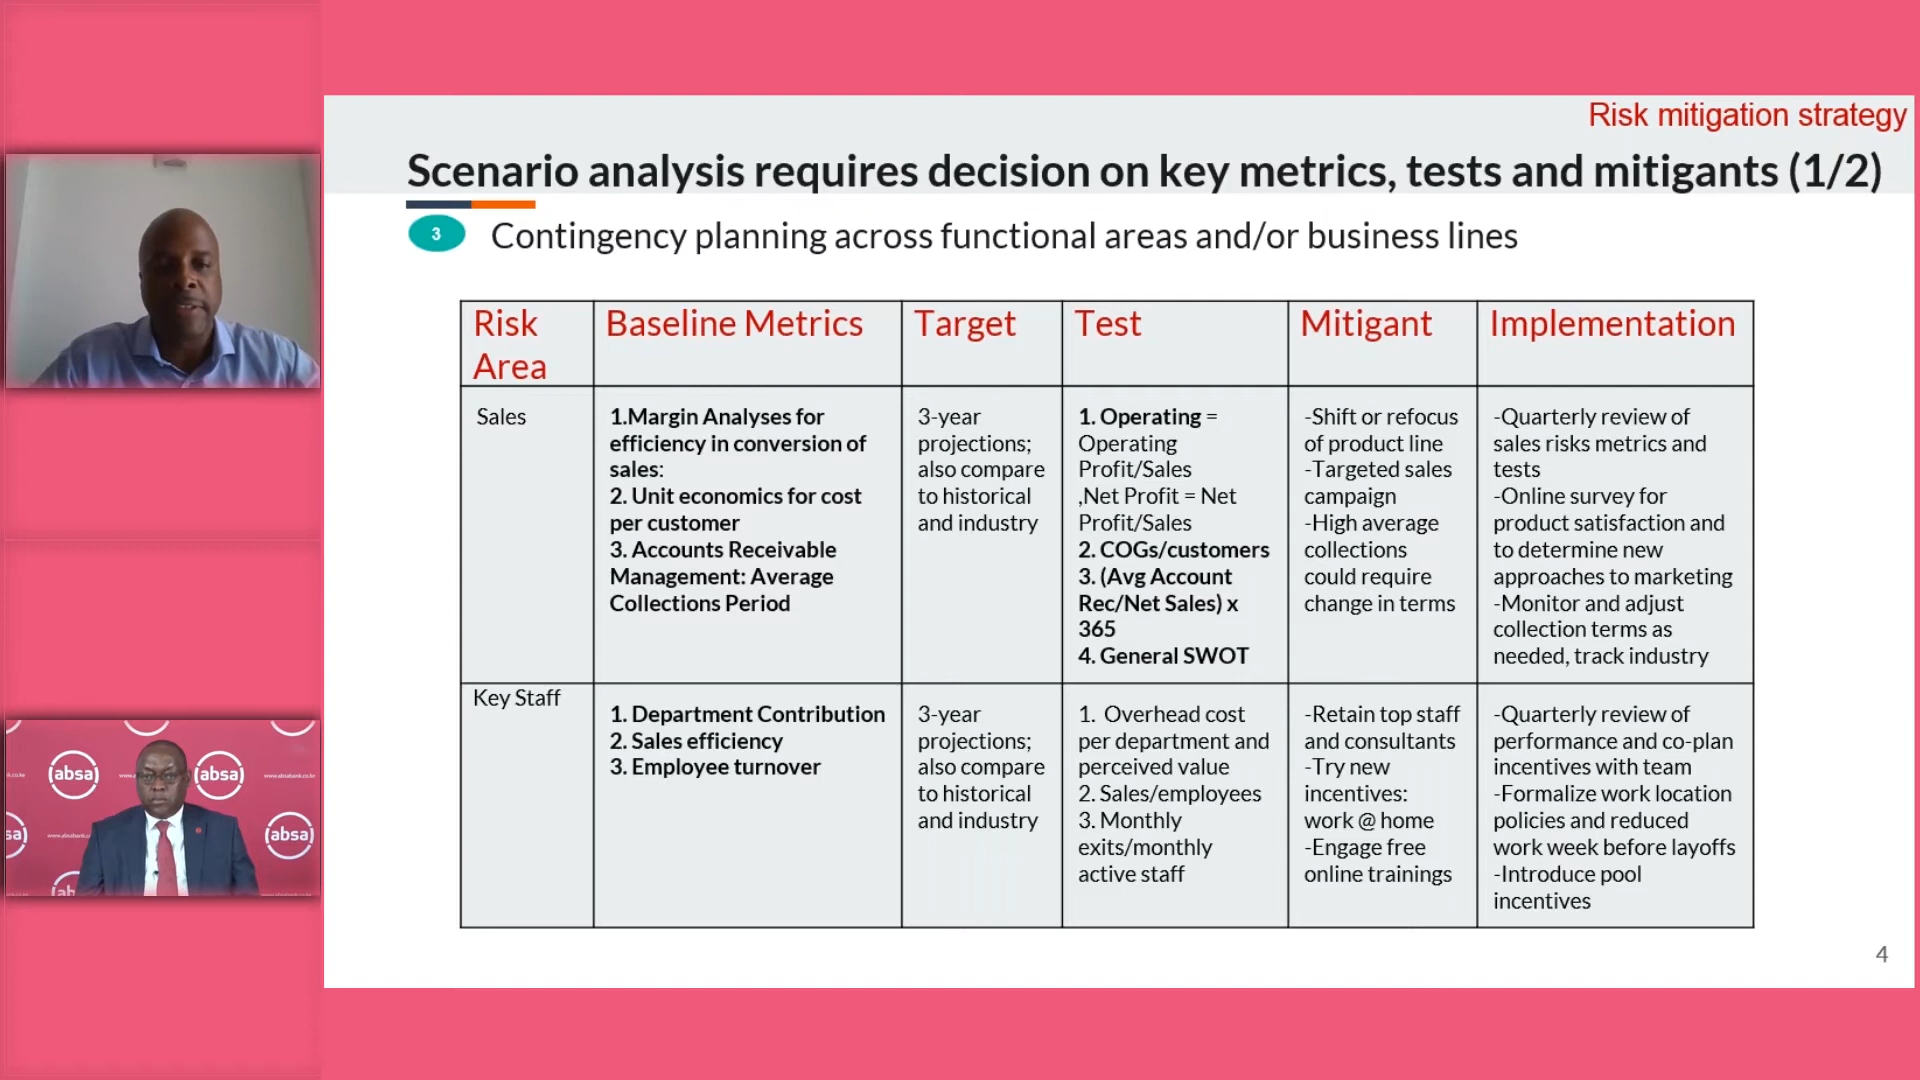 Risk mitigation strategy
Scenario analysis requires decision on key metrics, tests and mitigants (1/2)
3
Contingency planning across functional areas and/or business lines
Risk
Area
Baseline Metrics
Target
Test
Mitigant
Implementation
Sales
1.Margin Analyses for
efficiency in conversion of
sales:
2. Unit economics for cost
per customer
3. Accounts Receivable
Management: Average
Collections Period
3-year
projections;
also compare
to historical
and industry
1. Operating =
Operating
Profit/Sales
,Net Profit = Net
Profit/Sales
2. COGs/customers
3. (Avg Account
Rec/Net Sales) x
365
4. General SWOT
-Shift or refocus
of product line
-Targeted sales
campaign
-High average
collections
could require
change in terms
-Quarterly review of
sales risks metrics and
tests
-Online survey for
product satisfaction and
to determine new
approaches to marketing
-Monitor and adjust
collection terms as
needed, track industry
Key Staff
1. Department Contribution
2. Sales efficiency
3. Employee turnover
3-year
projections;
also compare
to historical
and industry
1. Overhead cost
per department and
perceived value
2. Sales/employees
3. Monthly
exits/monthly
active staff
-Retain top staff
and consultants
-Try new
incentives:
work @ home
-Engage free
online trainings
-Quarterly review of
performance and co-plan
incentives with team
-Formalize work location
policies and reduced
work week before layoffs
-Introduce pool
incentives
4
(absa)
(absa)
www.absabank.co.ke
(absa)